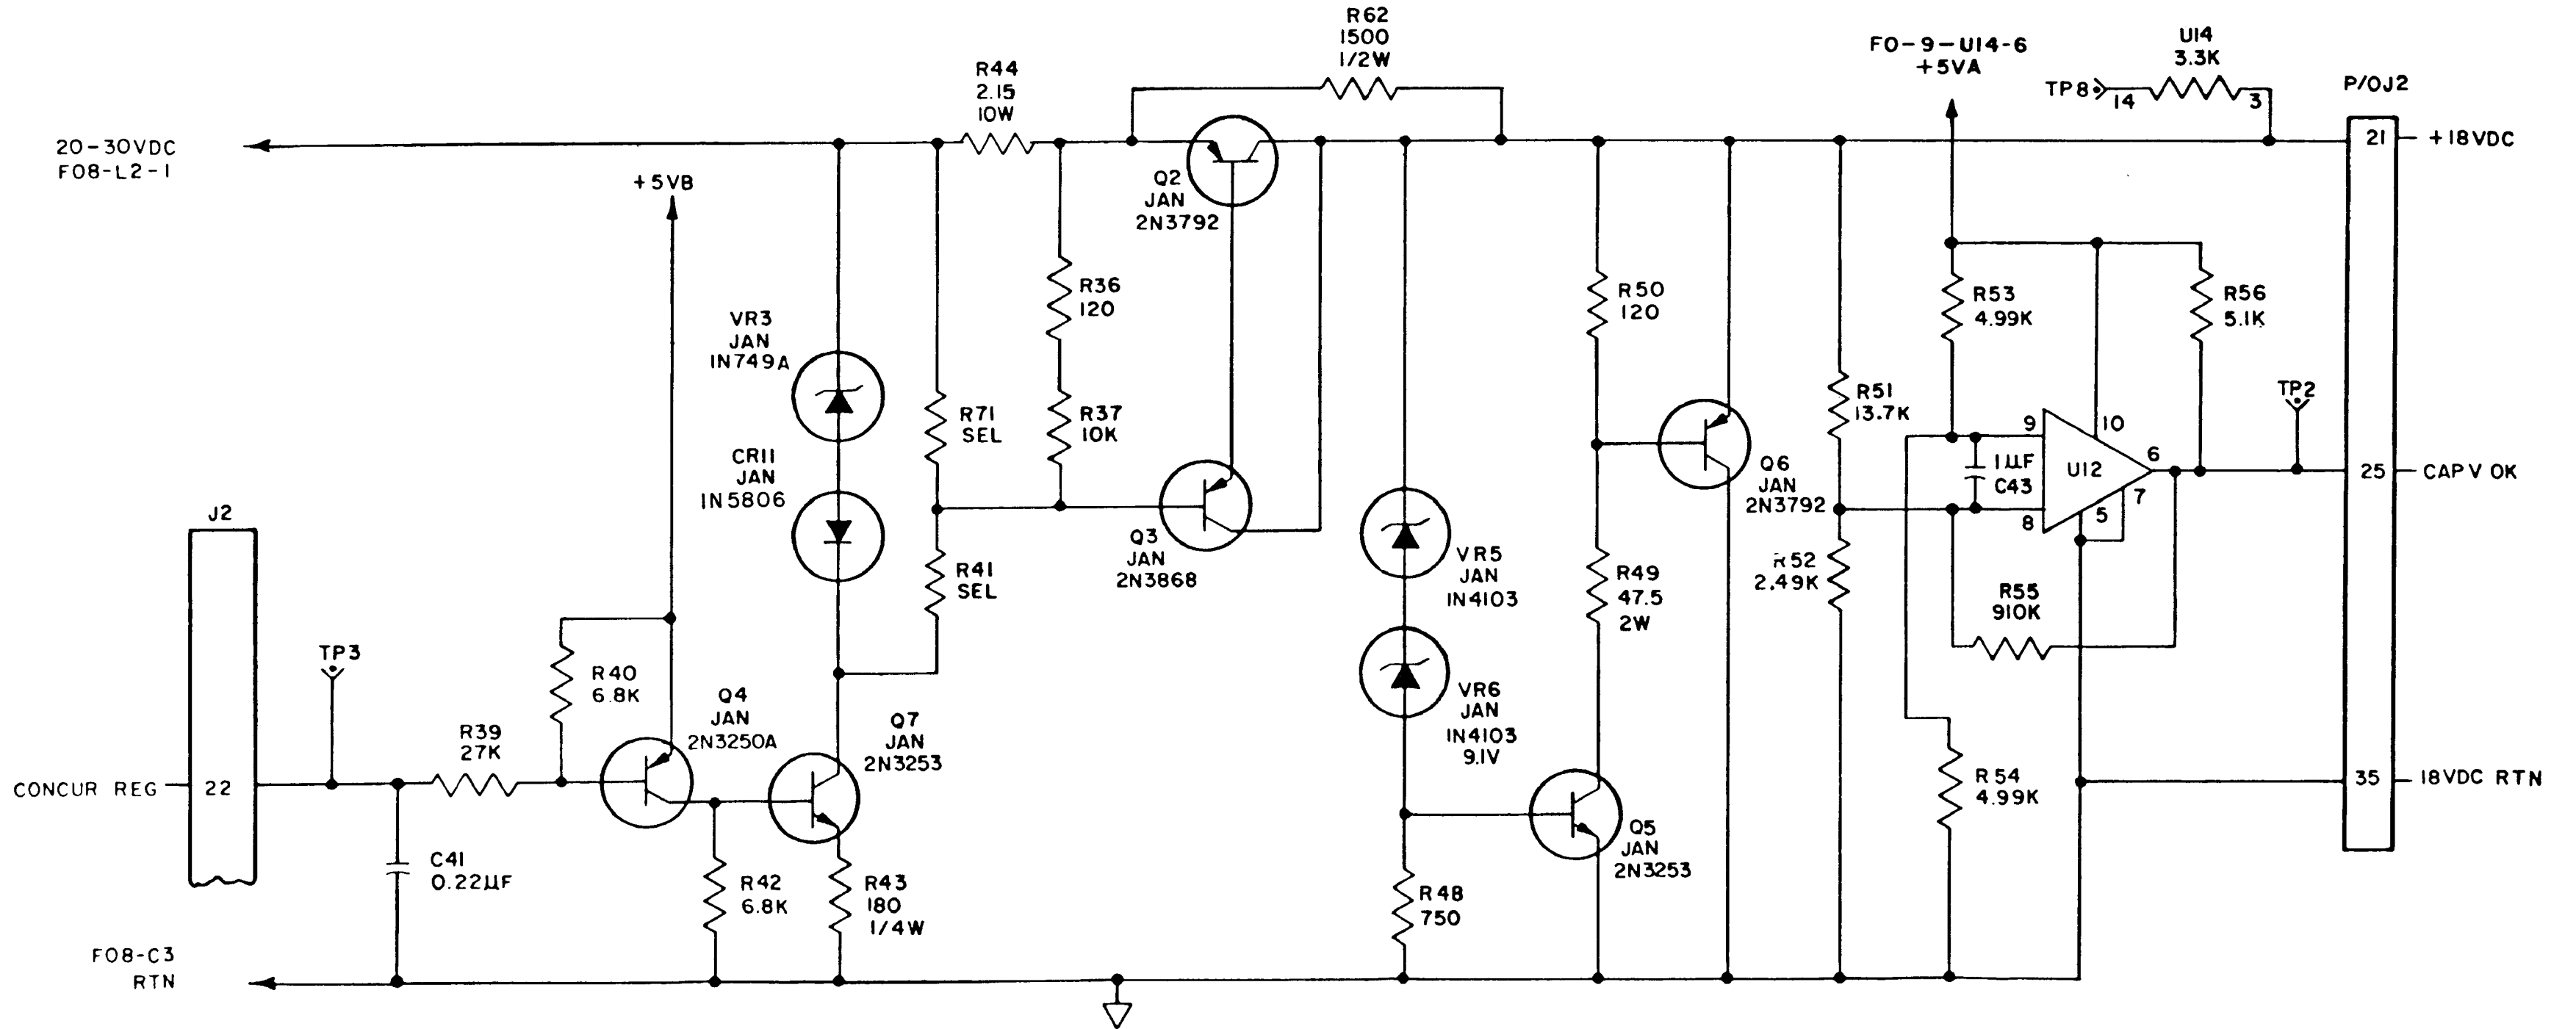 R62
1500
1/2W
R44
2.15
10W
FO-9-U14-6
+5VA
U14
3.3K
TP8
14
3
P/OJ2
20-30VDC
FO8-L2-1
21
+18VDC
+5VB
Q2
JAN
2N3792
R36
120
R50
120
R53
4.99K
R56
5.1K
VR3
JAN
1N749A
R71
SEL
R37
10K
R51
13.7K
TP2
CR11
JAN
1N5806
9
10
1µF
C43
U12
6
7
5
8
25
CAP V OK
Q6
JAN
2N3792
J2
Q3
JAN
2N3868
R41
SEL
VR5
JAN
1N4103
R49
47.5
2W
R52
2.49K
R55
910K
TP3
R40
6.8K
Q4
JAN
2N3250A
Q7
JAN
2N3253
VR6
JAN
1N4103
9.1V
R39
27K
CONCUR REG
22
R54
4.99K
35
18VDC RTN
C41
0.22µF
R42
6.8K
R43
180
1/4W
R48
750
Q5
JAN
2N3253
FO8-C3
RTN